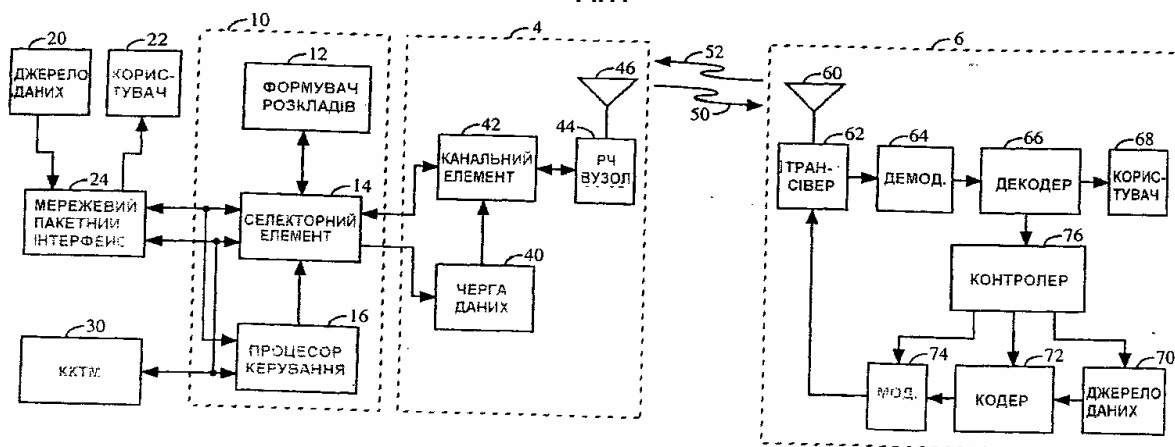 10
4
6
20
ДЖЕРЕЛО
ДАНИХ
22
КОРИС-
ТУВАЧ
12
ФОРМУВАЧ
РОЗКЛАДІВ
24
МЕРЕЖЕВИЙ
ПАКЕТНИЙ
ІНТЕРФЕЙС
14
СЕЛЕКТОРНИЙ
ЕЛЕМЕНТ
16
ПРОЦЕСОР
КЕРУВАННЯ
30
ККТМ
42
КАНАЛЬНИЙ
ЕЛЕМЕНТ
40
ЧЕРГА
ДАНИХ
46
44
РЧ
ВУЗОЛ
52
50
60
62
ТРАН-
СІВЕР
64
ДЕМОД.
66
ДЕКОДЕР
68
КОРИС-
ТУВАЧ
76
КОНТРОЛЕР
74
МОД.
72
КОДЕР
70
ДЖЕРЕЛО
ДАНИХ